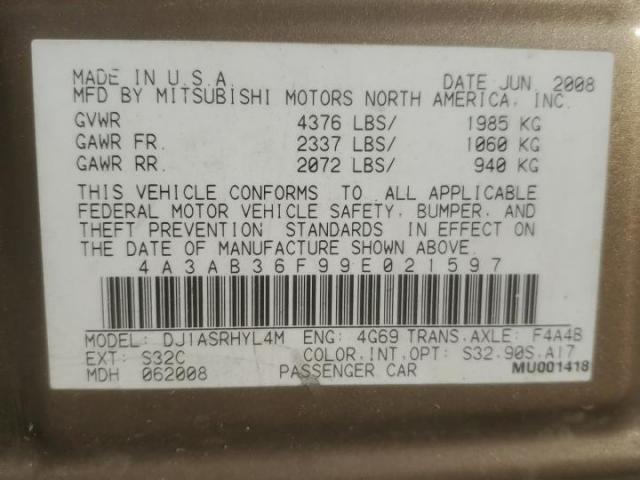 MADE IN U.S.A. DATE JUN. 2008
MFD BY MITSUBISHI MOTORS NORTH AMERICA, INC.
GVWR 4376 LBS/ 1985 KG
GAWR FR. 2337 LBS/ 1060 KG
GAWR RR. 2072 LBS/ 940 KG
THIS VEHICLE CONFORMS TO ALL APPLICABLE
FEDERAL MOTOR VEHICLE SAFETY, BUMPER, AND
THEFT PREVENTION STANDARDS IN EFFECT ON
THE DATE OF MANUFACTURE SHOWN ABOVE.
4A3AB36F99E021597
MODEL: DJ1ASRHYL4M ENG: 4G69 TRANS.AXLE: F4A4B
EXT: S32C COLOR.INT.OPT: S32.90S.A17
MDH 062008 PASSENGER CAR MU001418